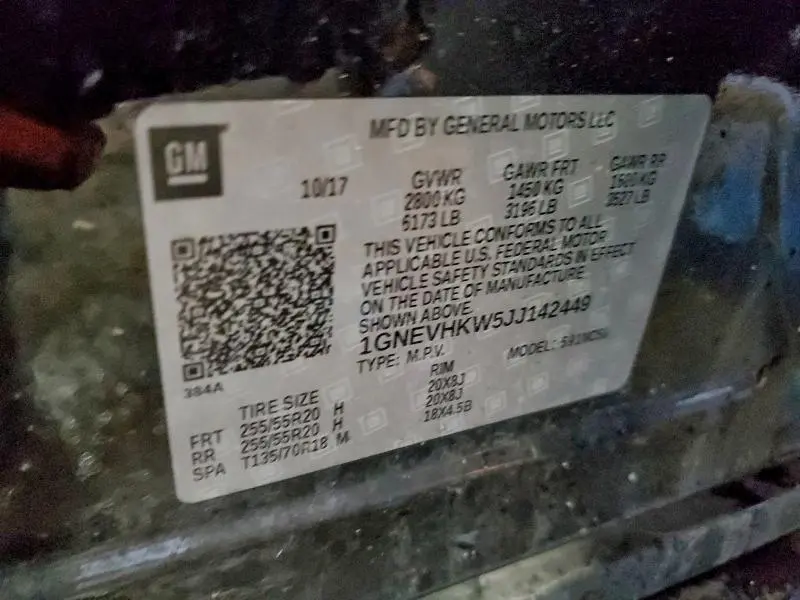 MFD BY GENERAL MOTORS LLC
GM
10/17
GVWR GAWR FRT GAWR RR
2800 KG 1450 KG 1600 KG
6173 LB 3196 LB 3527 LB
THIS VEHICLE CONFORMS TO ALL
APPLICABLE U.S. FEDERAL MOTOR
VEHICLE SAFETY STANDARDS IN EFFECT
ON THE DATE OF MANUFACTURE
SHOWN ABOVE.
1GNEVHKW5JJ142449
TYPE: M.P.V. MODEL:
384A
TIRE SIZE RIM
FRT 255/55R20 H 20X8J
RR 255/55R20 H 20X8J
SPA T135/70R18 M 18X4.5B